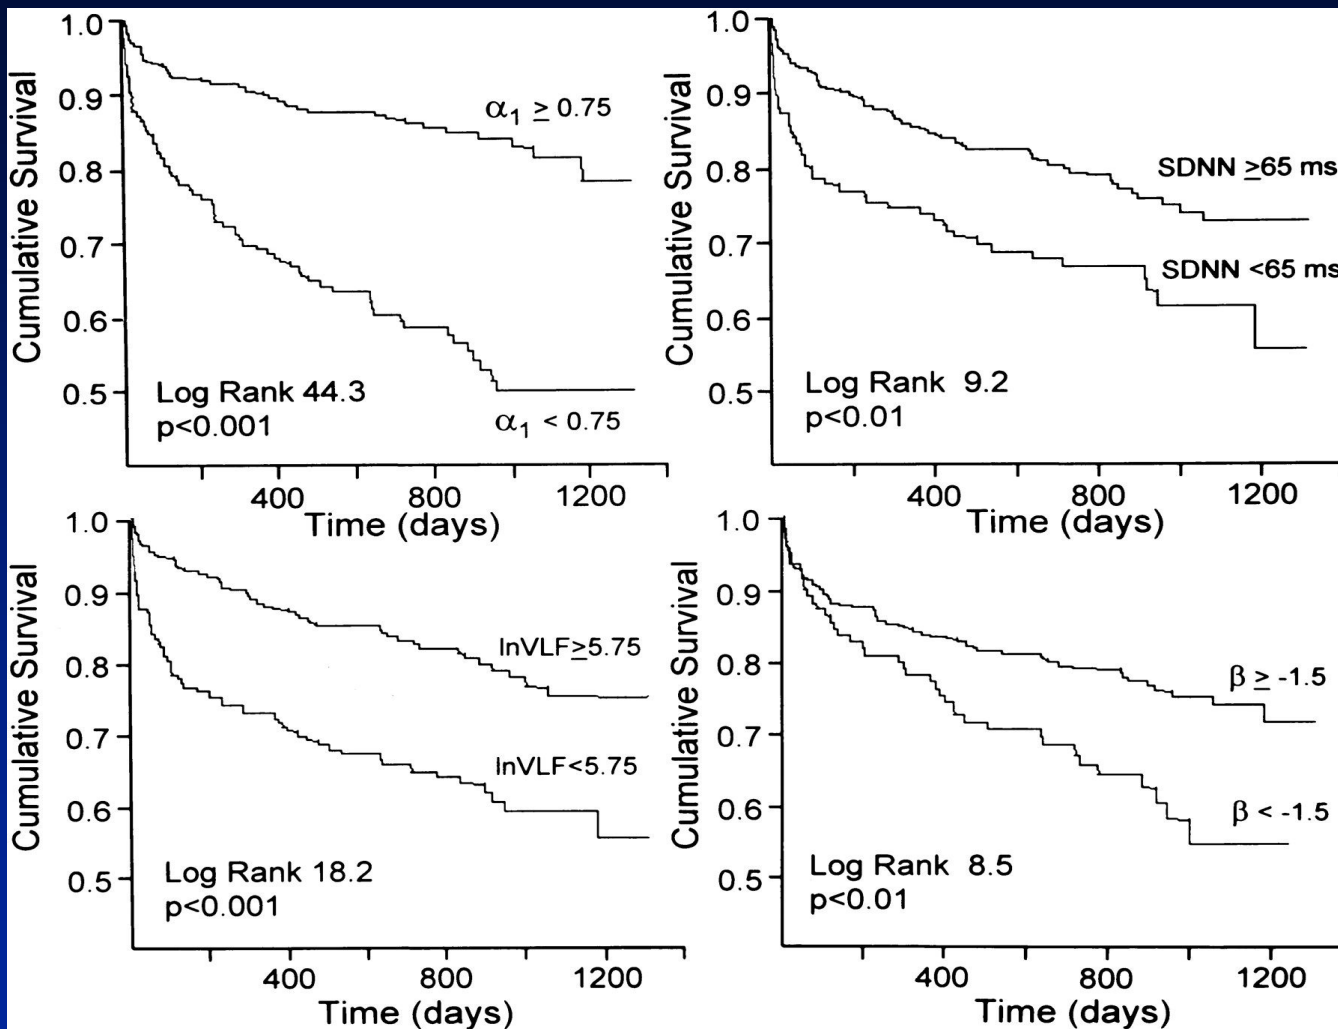 Cumulative Survival
1.0
0.9
0.8
0.7
0.6
0.5
α₁ ≥ 0.75
α₁ < 0.75
Log Rank 44.3
p<0.001
400
800
1200
Time (days)
Cumulative Survival
1.0
0.9
0.8
0.7
0.6
0.5
SDNN ≥65 ms
SDNN <65 ms
Log Rank 9.2
p<0.01
400
800
1200
Time (days)
Cumulative Survival
1.0
0.9
0.8
0.7
0.6
0.5
lnVLF≥5.75
lnVLF<5.75
Log Rank 18.2
p<0.001
400
800
1200
Time (days)
Cumulative Survival
1.0
0.9
0.8
0.7
0.6
0.5
β ≥ -1.5
β < -1.5
Log Rank 8.5
p<0.01
400
800
1200
Time (days)